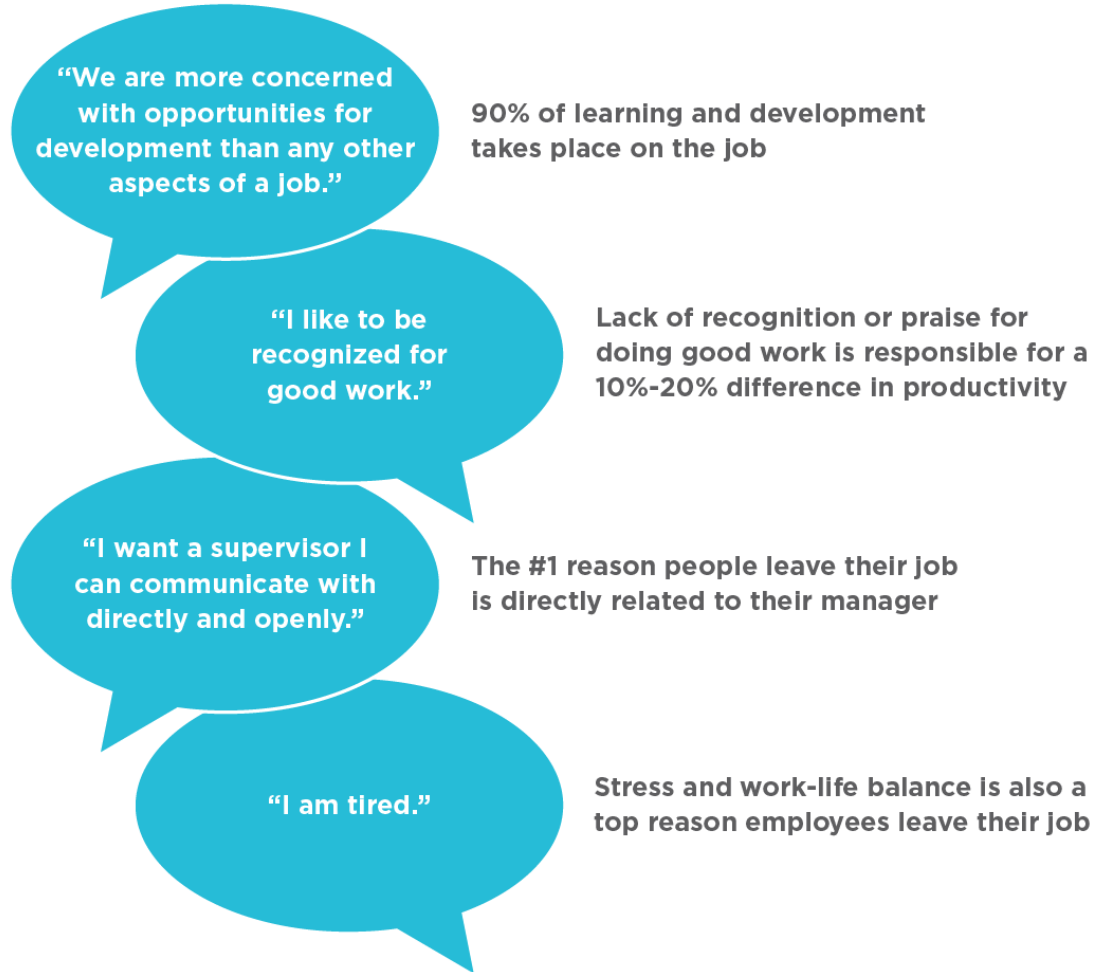 “We are more concerned
with opportunities for
development than any other
aspects of a job.”
90% of learning and development
takes place on the job
“I like to be
recognized for
good work.”
Lack of recognition or praise for
doing good work is responsible for a
10%-20% difference in productivity
“I want a supervisor I
can communicate with
directly and openly.”
The #1 reason people leave their job
is directly related to their manager
“I am tired.”
Stress and work-life balance is also a
top reason employees leave their job